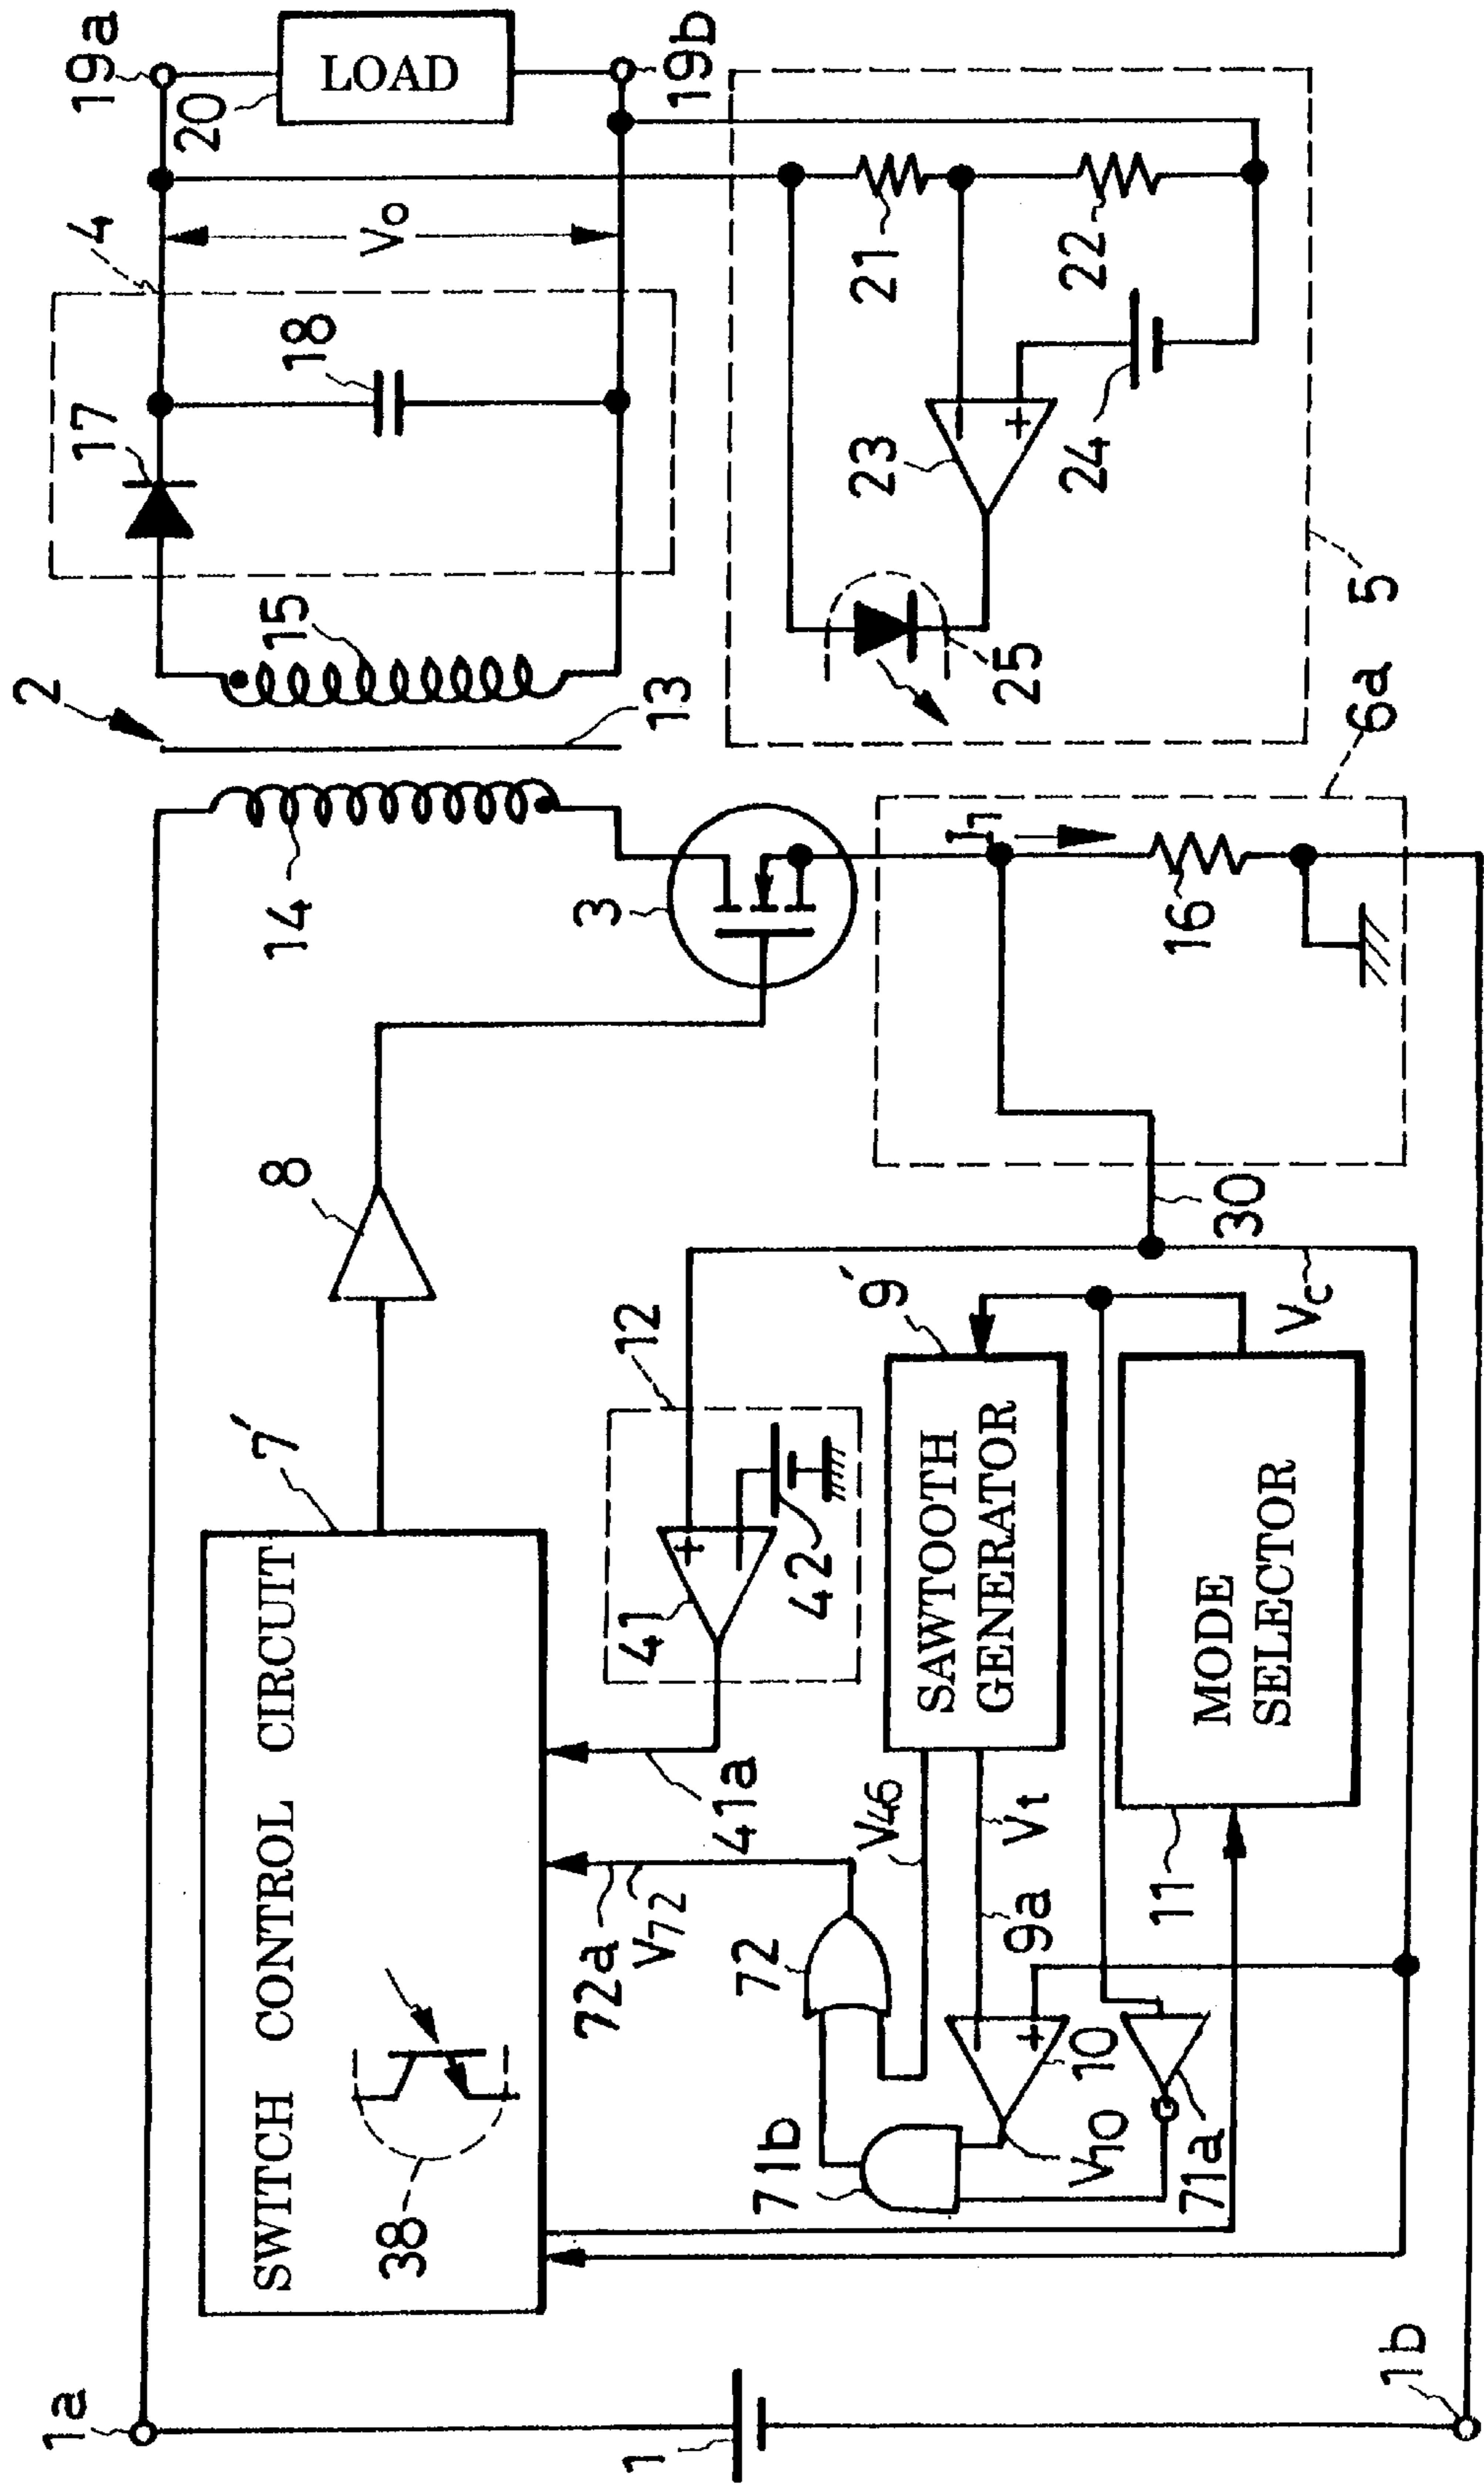 1a
1
1b
SWITCH CONTROL CIRCUIT
38
7′
8
72a
V72
41a
72
71b
V10
10
71a
9a
Vt
V46
11
MODE
SELECTOR
SAWTOOTH
GENERATOR
9′
12
41
42
Vc
30
2
14
13
15
3
I1
16
6a
4
17
18
Vo
19a
20
LOAD
19b
21
22
23
24
25
5